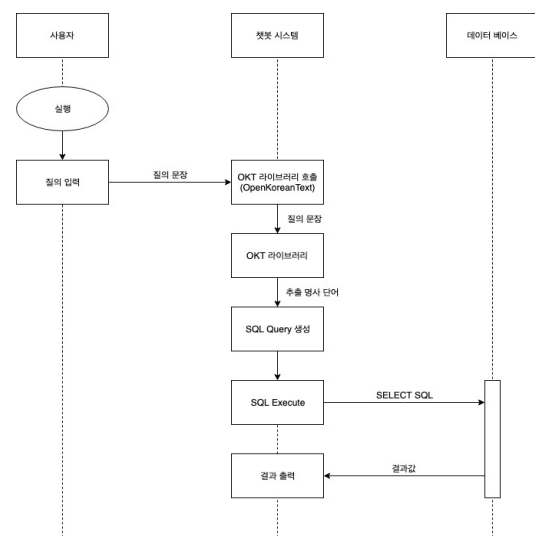 사용자
챗봇 시스템
데이터 베이스
실행
질의 입력
질의 문장
OKT 라이브러리 호출
(OpenKoreanText)
질의 문장
OKT 라이브러리
추출 명사 단어
SQL Query 생성
SQL Execute
SELECT SQL
결과 출력
결과값